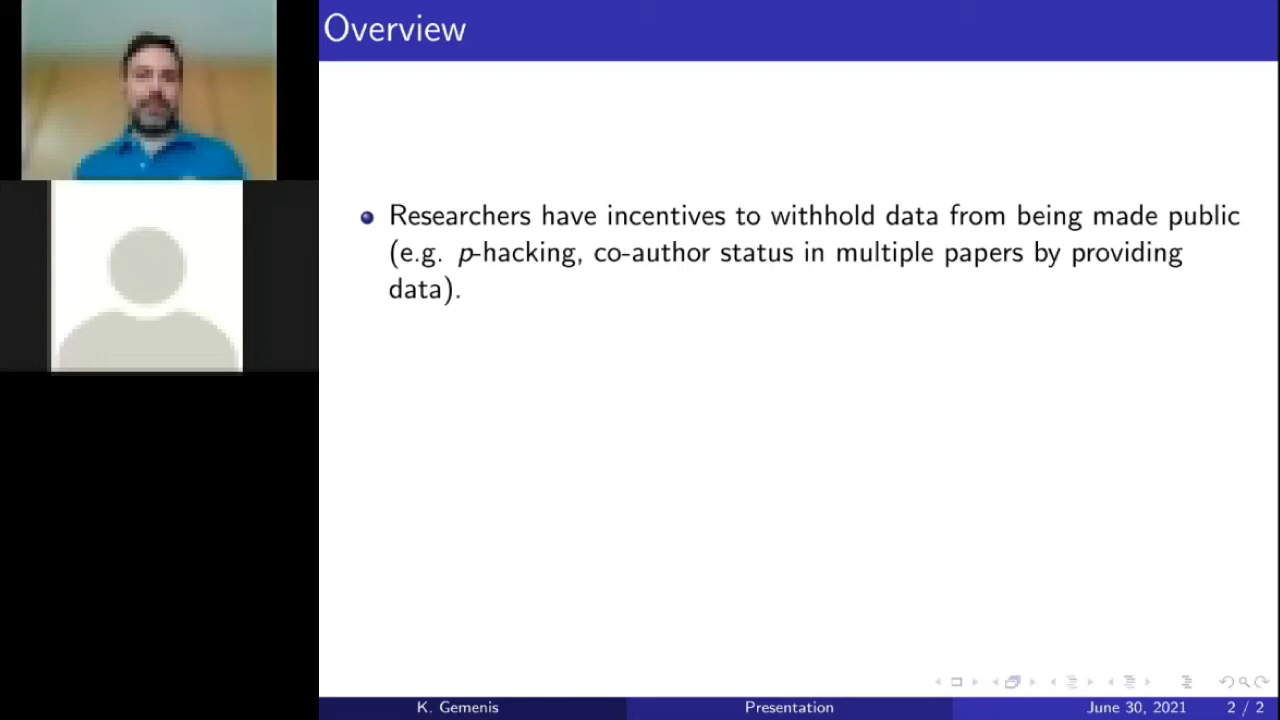 Overview
Researchers have incentives to withhold data from being made public
(e.g. p-hacking, co-author status in multiple papers by providing
data).
K. Gemenis
Presentation
June 30, 2021
2 / 2